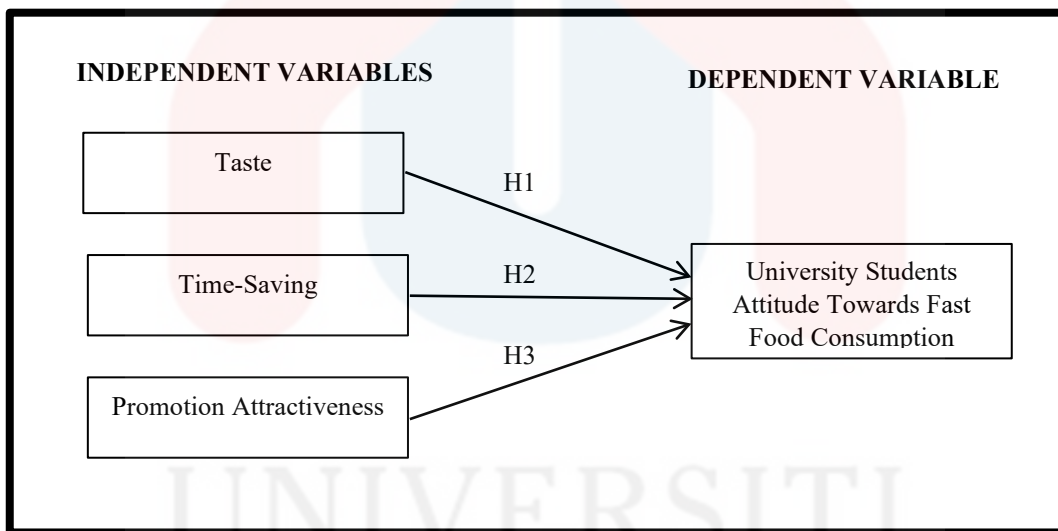 INDEPENDENT VARIABLES
DEPENDENT VARIABLE
Taste
H1
Time-Saving
H2
University Students
Attitude Towards Fast
Food Consumption
H3
Promotion Attractiveness
UNIVERSITI